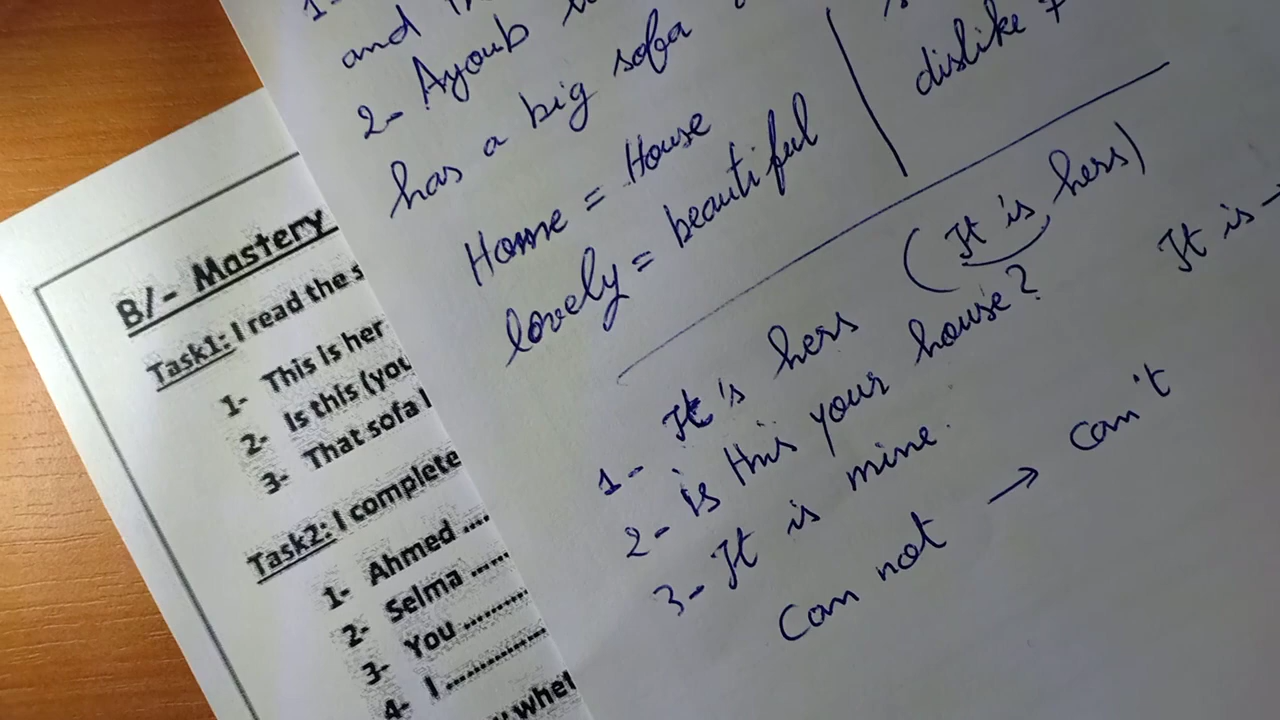 1-
and
2- Ayoub
has a big sofa
Home = House
lovely = beautiful
dislike
(It is hers)
It is
1- It's hers
2- is this your house?
3- It is mine.
Can not → can't
B/- Mastery
Task1: I read the s
1- This is her
2- Is this (you
3- That sofa
Task2: I complete
1- Ahmed ....
2- Selma ......
3- You .........
4- I ..............
whe